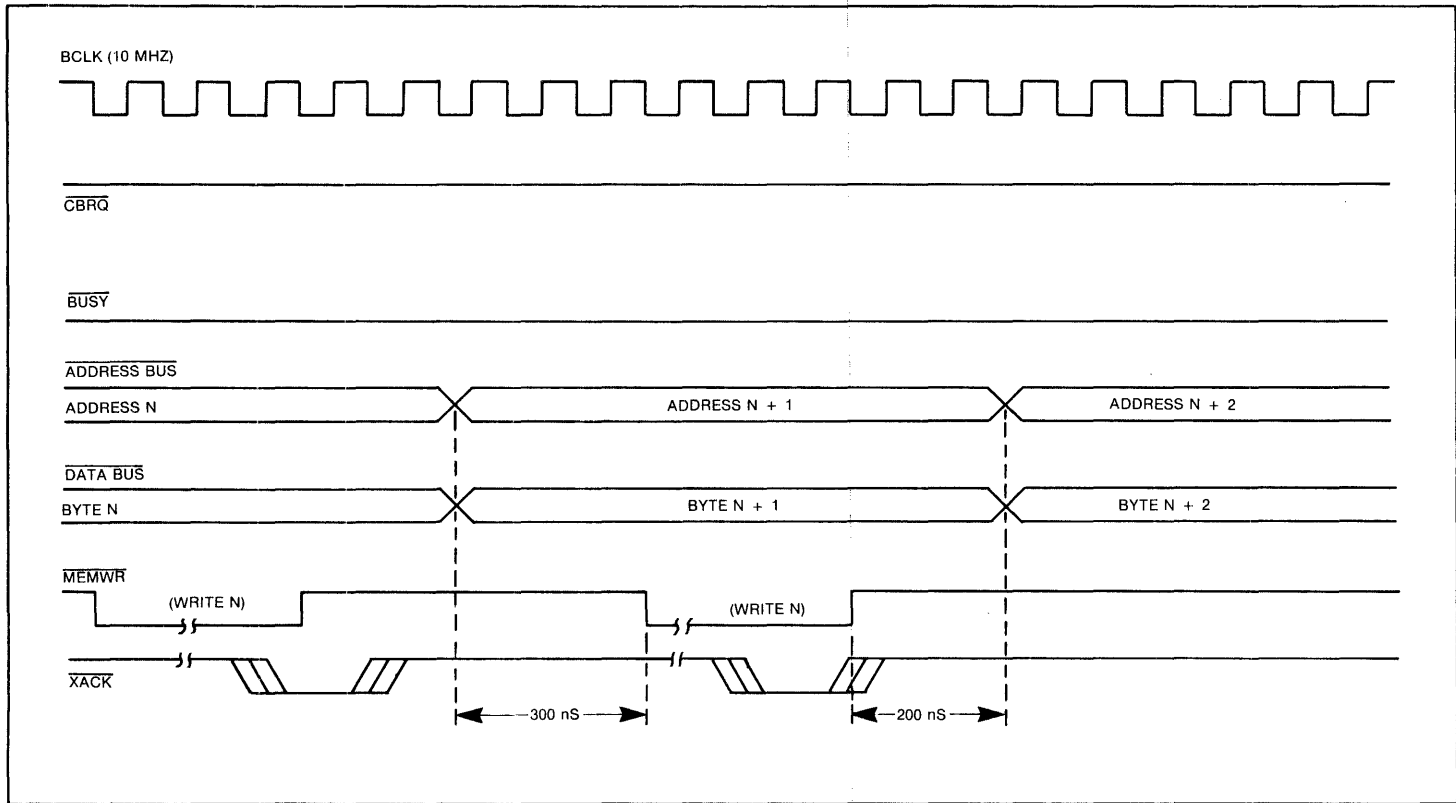 BCLK (10 MHZ)
CBRQ
BUSY
ADDRESS BUS
ADDRESS N
ADDRESS N + 1
ADDRESS N + 2
DATA BUS
BYTE N
BYTE N + 1
BYTE N + 2
MEMWR
(WRITE N)
(WRITE N)
XACK
300 nS
200 nS